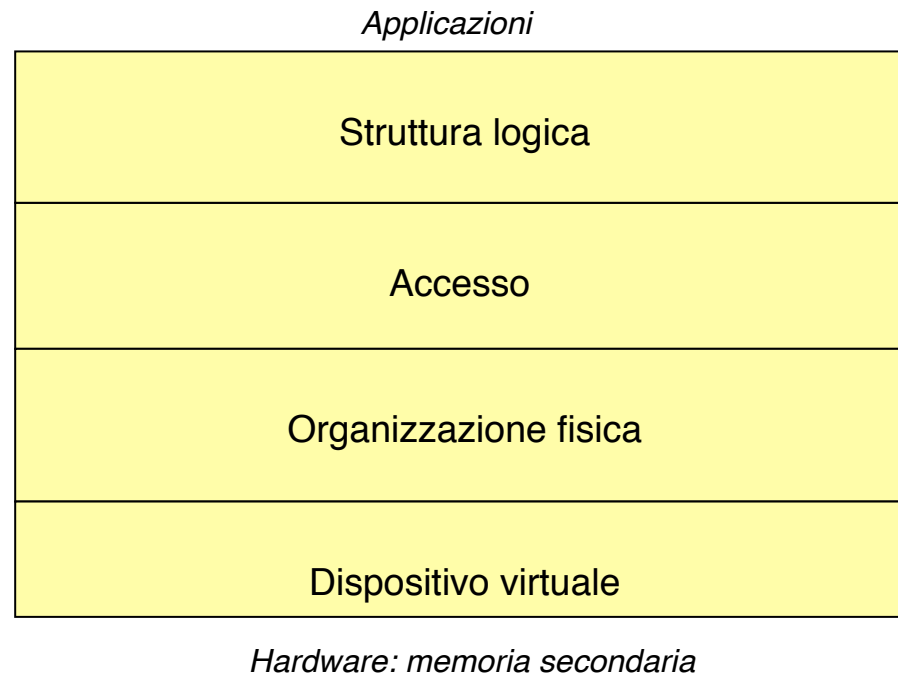 Applicazioni
Struttura logica
Accesso
Organizzazione fisica
Dispositivo virtuale
Hardware: memoria secondaria